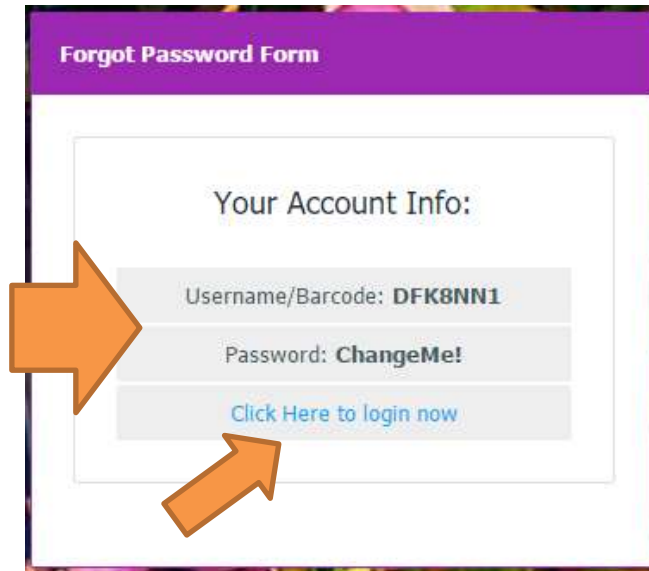 Forgot Password Form
Your Account Info:
Username/Barcode: DFK8NN1
Password: ChangeMe!
Click Here to login now